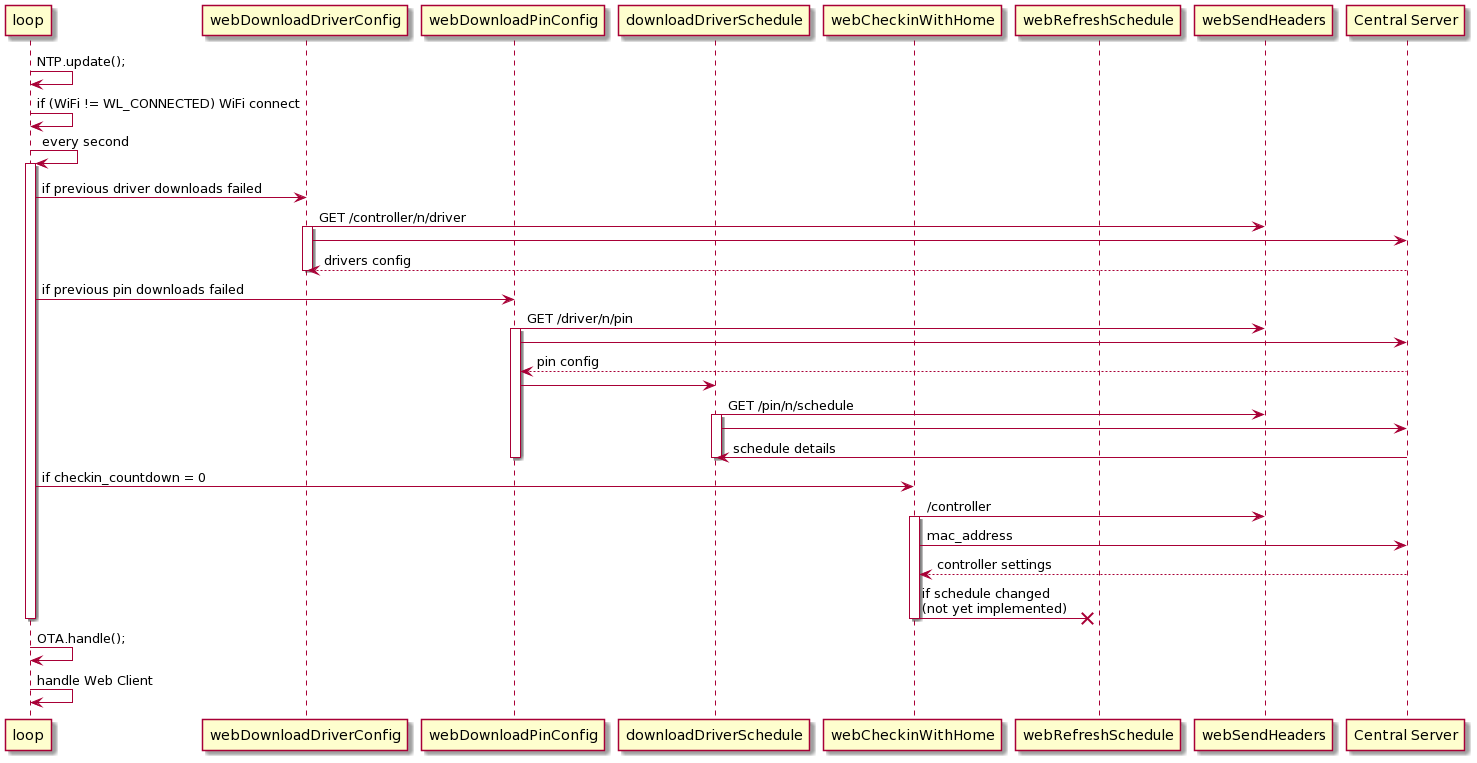 loop webDownloadDriverConfig webDownloadPinConfig downloadDriverSchedule webCheckinWithHome webRefreshSchedule webSendHeaders Central Server
NTP.update();
if (WiFi != WL_CONNECTED) WiFi connect
every second
if previous driver downloads failed
GET /controller/n/driver
drivers config
if previous pin downloads failed
GET /driver/n/pin
pin config
GET /pin/n/schedule
schedule details
if checkin_countdown = 0
/controller
mac_address
controller settings
if schedule changed
(not yet implemented)
OTA.handle();
handle Web Client
loop webDownloadDriverConfig webDownloadPinConfig downloadDriverSchedule webCheckinWithHome webRefreshSchedule webSendHeaders Central Server